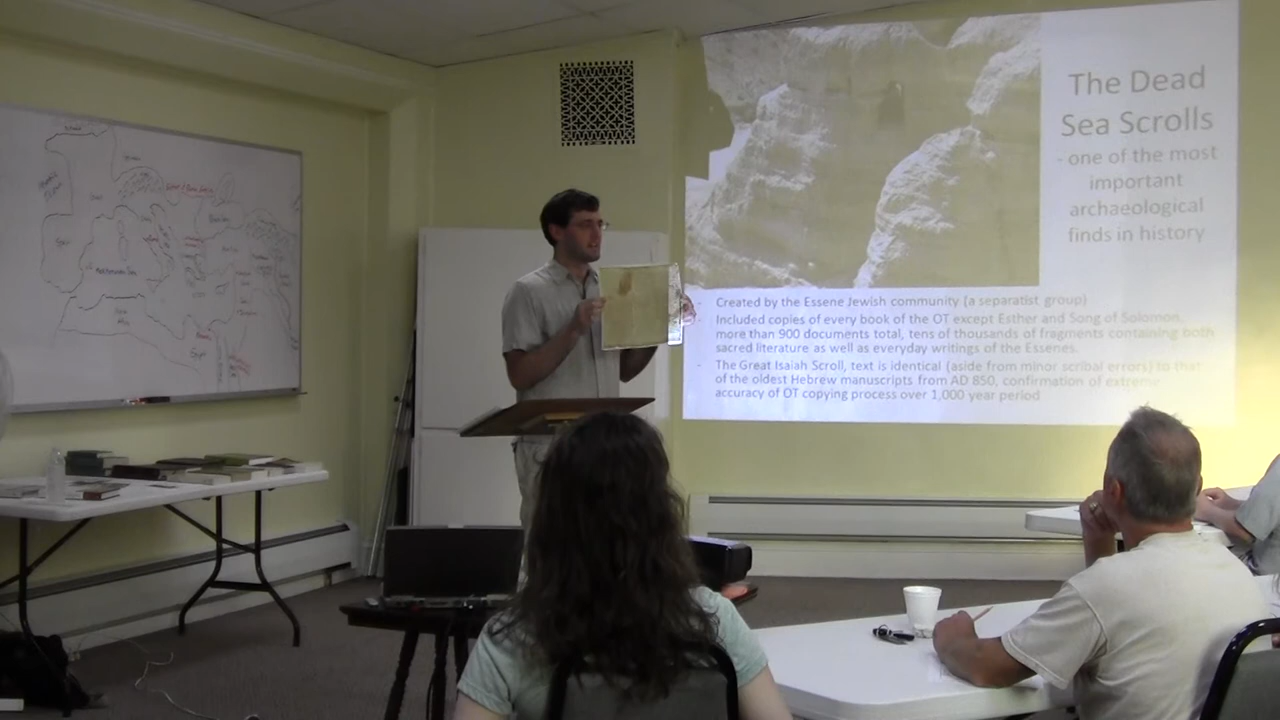 The Dead
Sea Scrolls
- one of the most
important
archaeological
finds in history
- Created by the Essene Jewish community (a separatist group)
- Included copies of every book of the OT except Esther and Song of Solomon,
more than 900 documents total, tens of thousands of fragments containing both
sacred literature as well as everyday writings of the Essenes.
- The Great Isaiah Scroll, text is identical (aside from minor scribal errors) to that
of the oldest Hebrew manuscripts from AD 850, confirmation of extreme
accuracy of OT copying process over 1,000 year period
Mediterranean Sea
Egypt